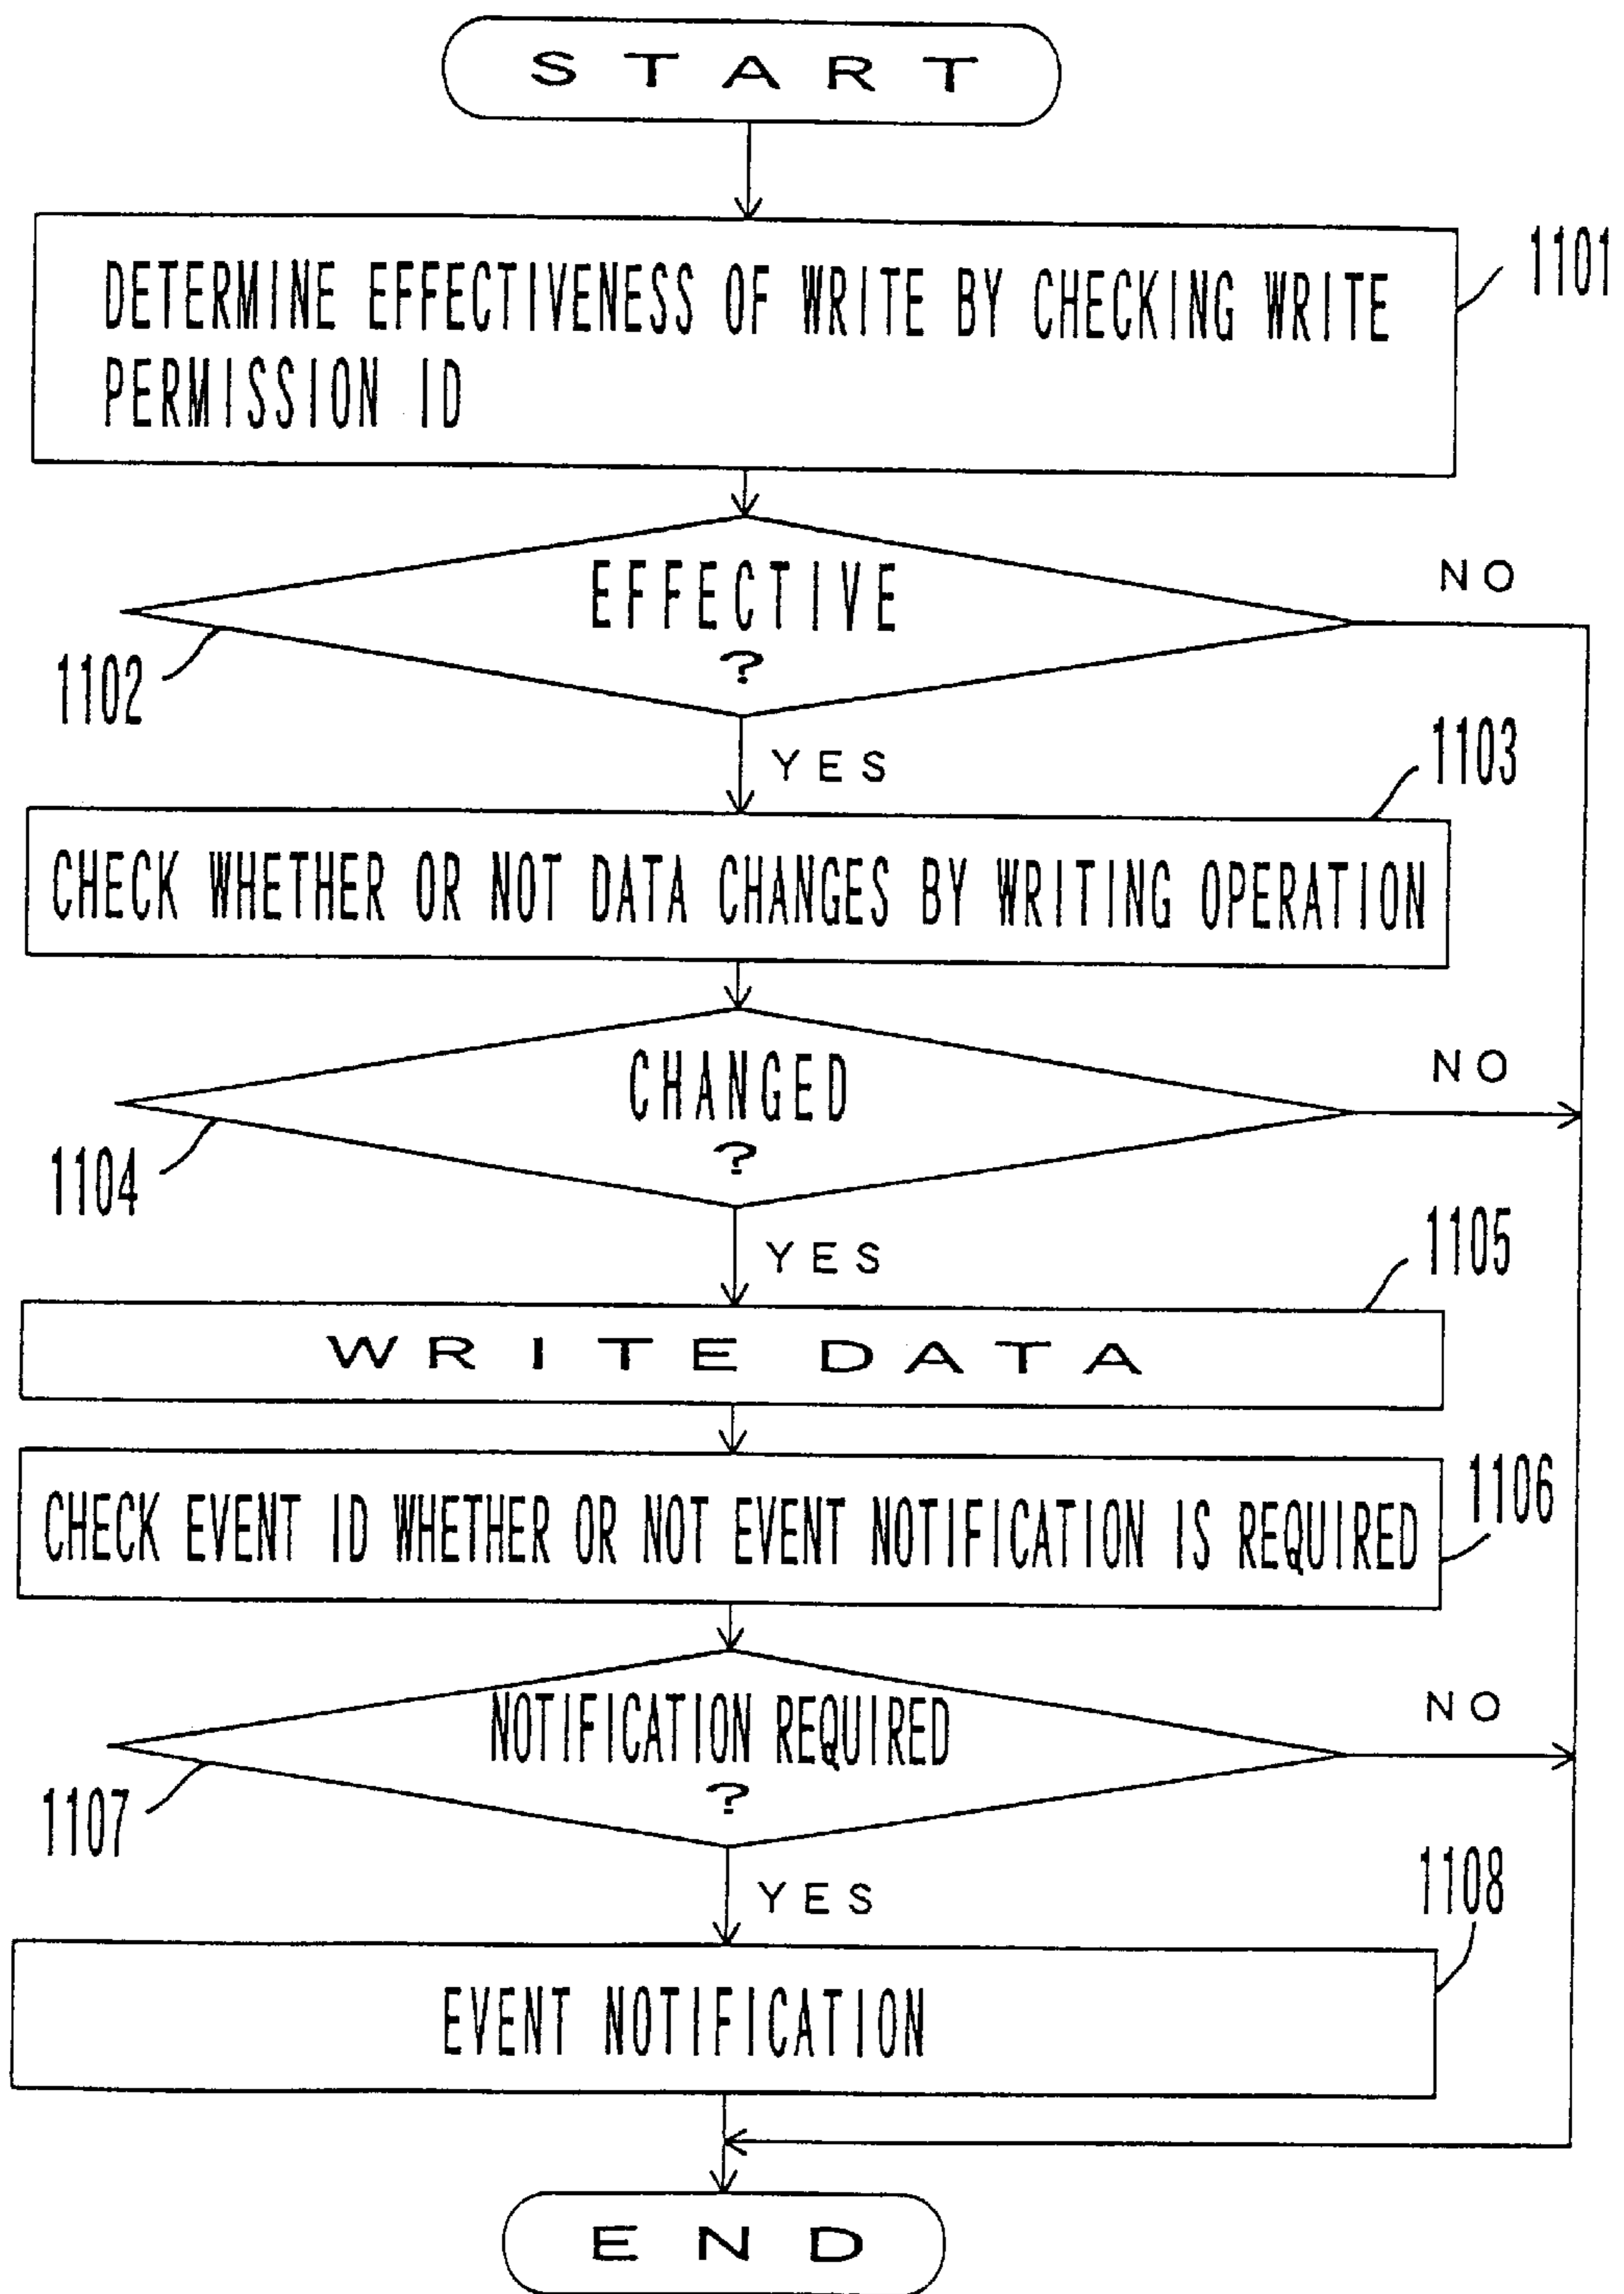 START
DETERMINE EFFECTIVENESS OF WRITE BY CHECKING WRITE
PERMISSION ID
1101
EFFECTIVE
?
NO
1102
YES
1103
CHECK WHETHER OR NOT DATA CHANGES BY WRITING OPERATION
CHANGED
?
NO
1104
YES
1105
WRITE DATA
CHECK EVENT ID WHETHER OR NOT EVENT NOTIFICATION IS REQUIRED
1106
NOTIFICATION REQUIRED
?
NO
1107
YES
1108
EVENT NOTIFICATION
END